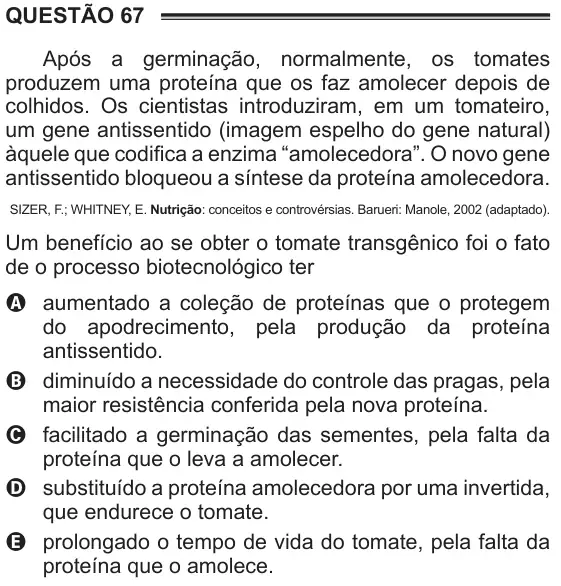 QUESTÃO 67
Após a germinação, normalmente, os tomates
produzem uma proteína que os faz amolecer depois de
colhidos. Os cientistas introduziram, em um tomateiro,
um gene antissentido (imagem espelho do gene natural)
àquele que codifica a enzima “amolecedora”. O novo gene
antissentido bloqueou a síntese da proteína amolecedora.
SIZER, F.; WHITNEY, E. Nutrição: conceitos e controvérsias. Barueri: Manole, 2002 (adaptado).
Um benefício ao se obter o tomate transgênico foi o fato
de o processo biotecnológico ter
A aumentado a coleção de proteínas que o protegem
do apodrecimento, pela produção da proteína
antissentido.
B diminuído a necessidade do controle das pragas, pela
maior resistência conferida pela nova proteína.
C facilitado a germinação das sementes, pela falta da
proteína que o leva a amolecer.
D substituído a proteína amolecedora por uma invertida,
que endurece o tomate.
E prolongado o tempo de vida do tomate, pela falta da
proteína que o amolece.